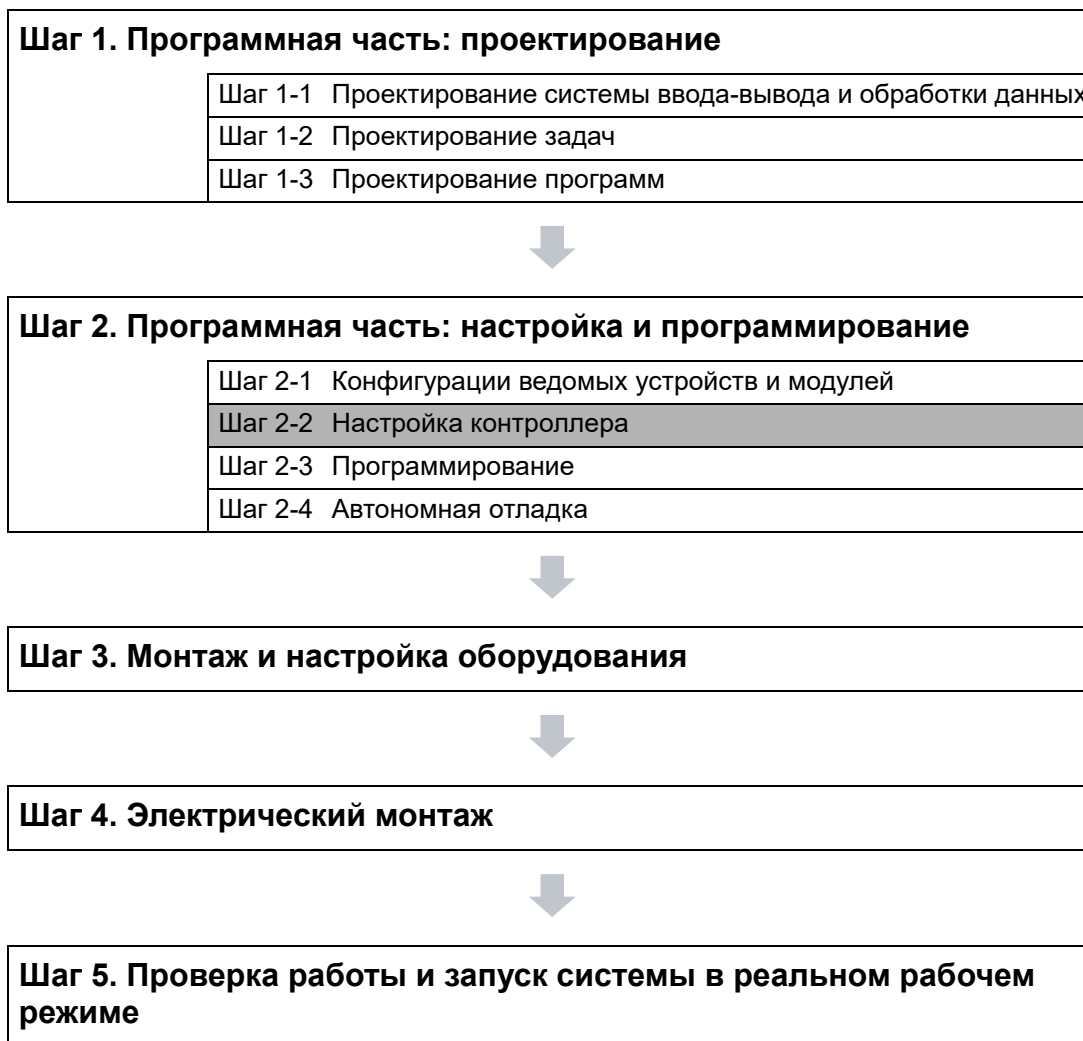 Шаг 1. Программная часть: проектирование
Шаг 1-1 Проектирование системы ввода-вывода и обработки данных
Шаг 1-2 Проектирование задач
Шаг 1-3 Проектирование программ
Шаг 2. Программная часть: настройка и программирование
Шаг 2-1 Конфигурации ведомых устройств и модулей
Шаг 2-2 Настройка контроллера
Шаг 2-3 Программирование
Шаг 2-4 Автономная отладка
Шаг 3. Монтаж и настройка оборудования
Шаг 4. Электрический монтаж
Шаг 5. Проверка работы и запуск системы в реальном рабочем
режиме